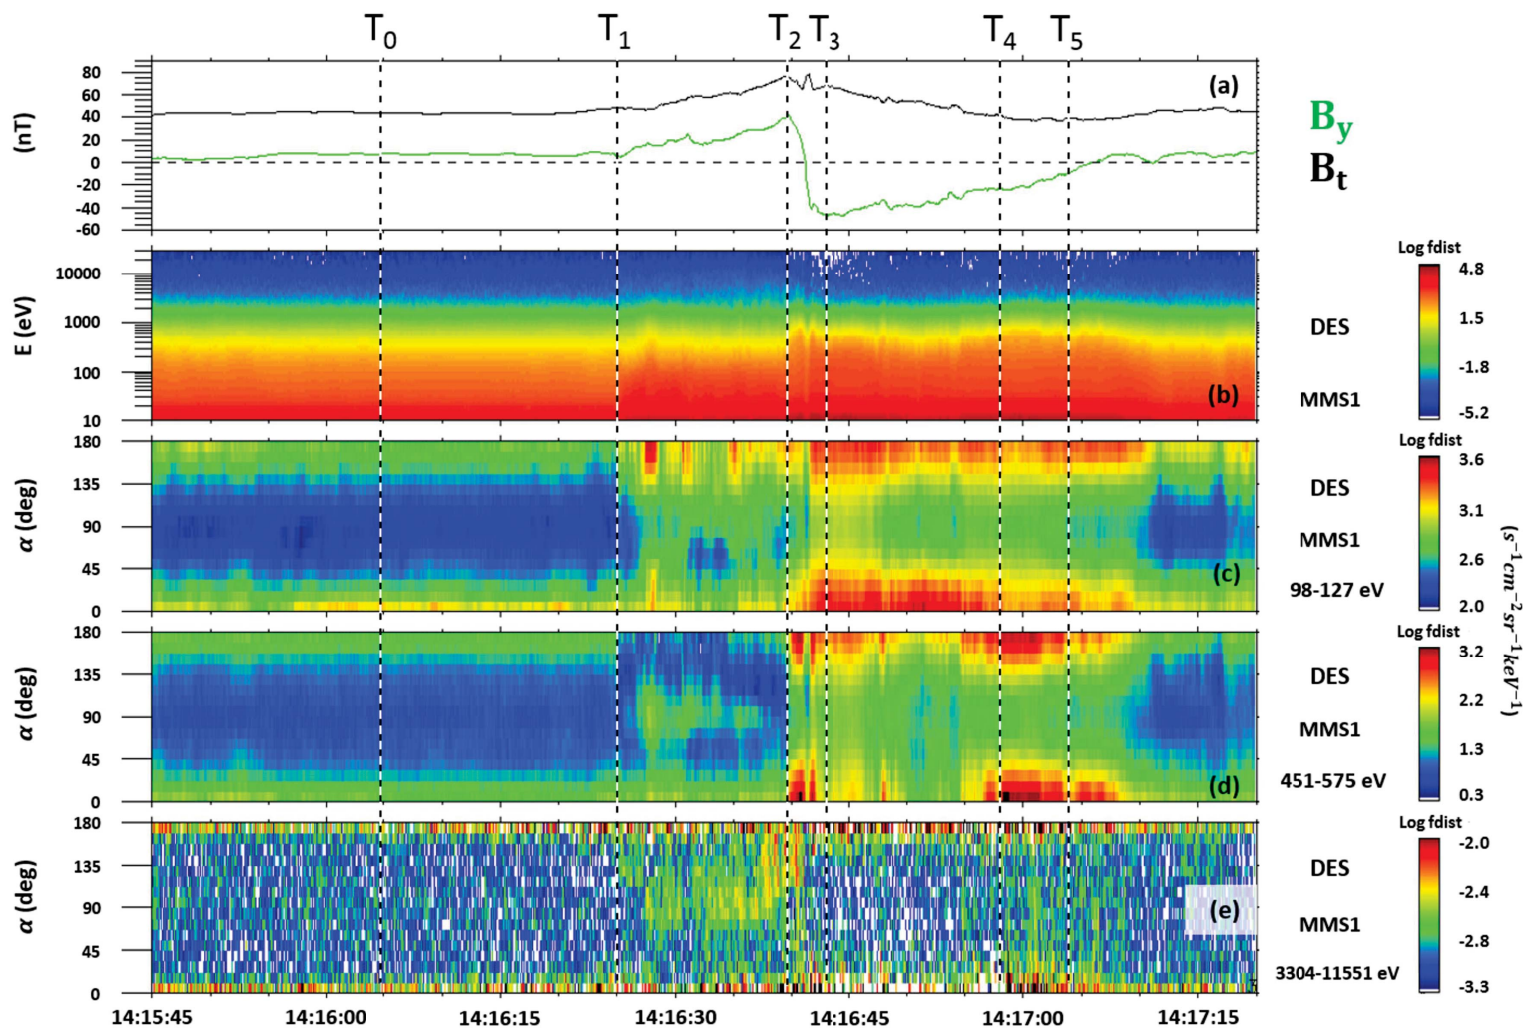 T0 T1 T2 T3 T4 T5
80
60
40
20
0
-20
-40
-60
(nT)
(a)
By
Bt
10000
1000
100
10
E (eV)
(b)
DES
MMS1
Log fdist
4.8
1.5
-1.8
-5.2
180
135
90
45
0
α (deg)
(c)
DES
MMS1
98-127 eV
Log fdist
3.6
3.1
2.6
2.0
180
135
90
45
0
α (deg)
(d)
DES
MMS1
451-575 eV
Log fdist
3.2
2.2
1.3
0.3
(s⁻¹cm⁻²sr⁻¹keV⁻¹)
180
135
90
45
0
α (deg)
(e)
DES
MMS1
3304-11551 eV
Log fdist
-2.0
-2.4
-2.8
-3.3
14:15:45 14:16:00 14:16:15 14:16:30 14:16:45 14:17:00 14:17:15